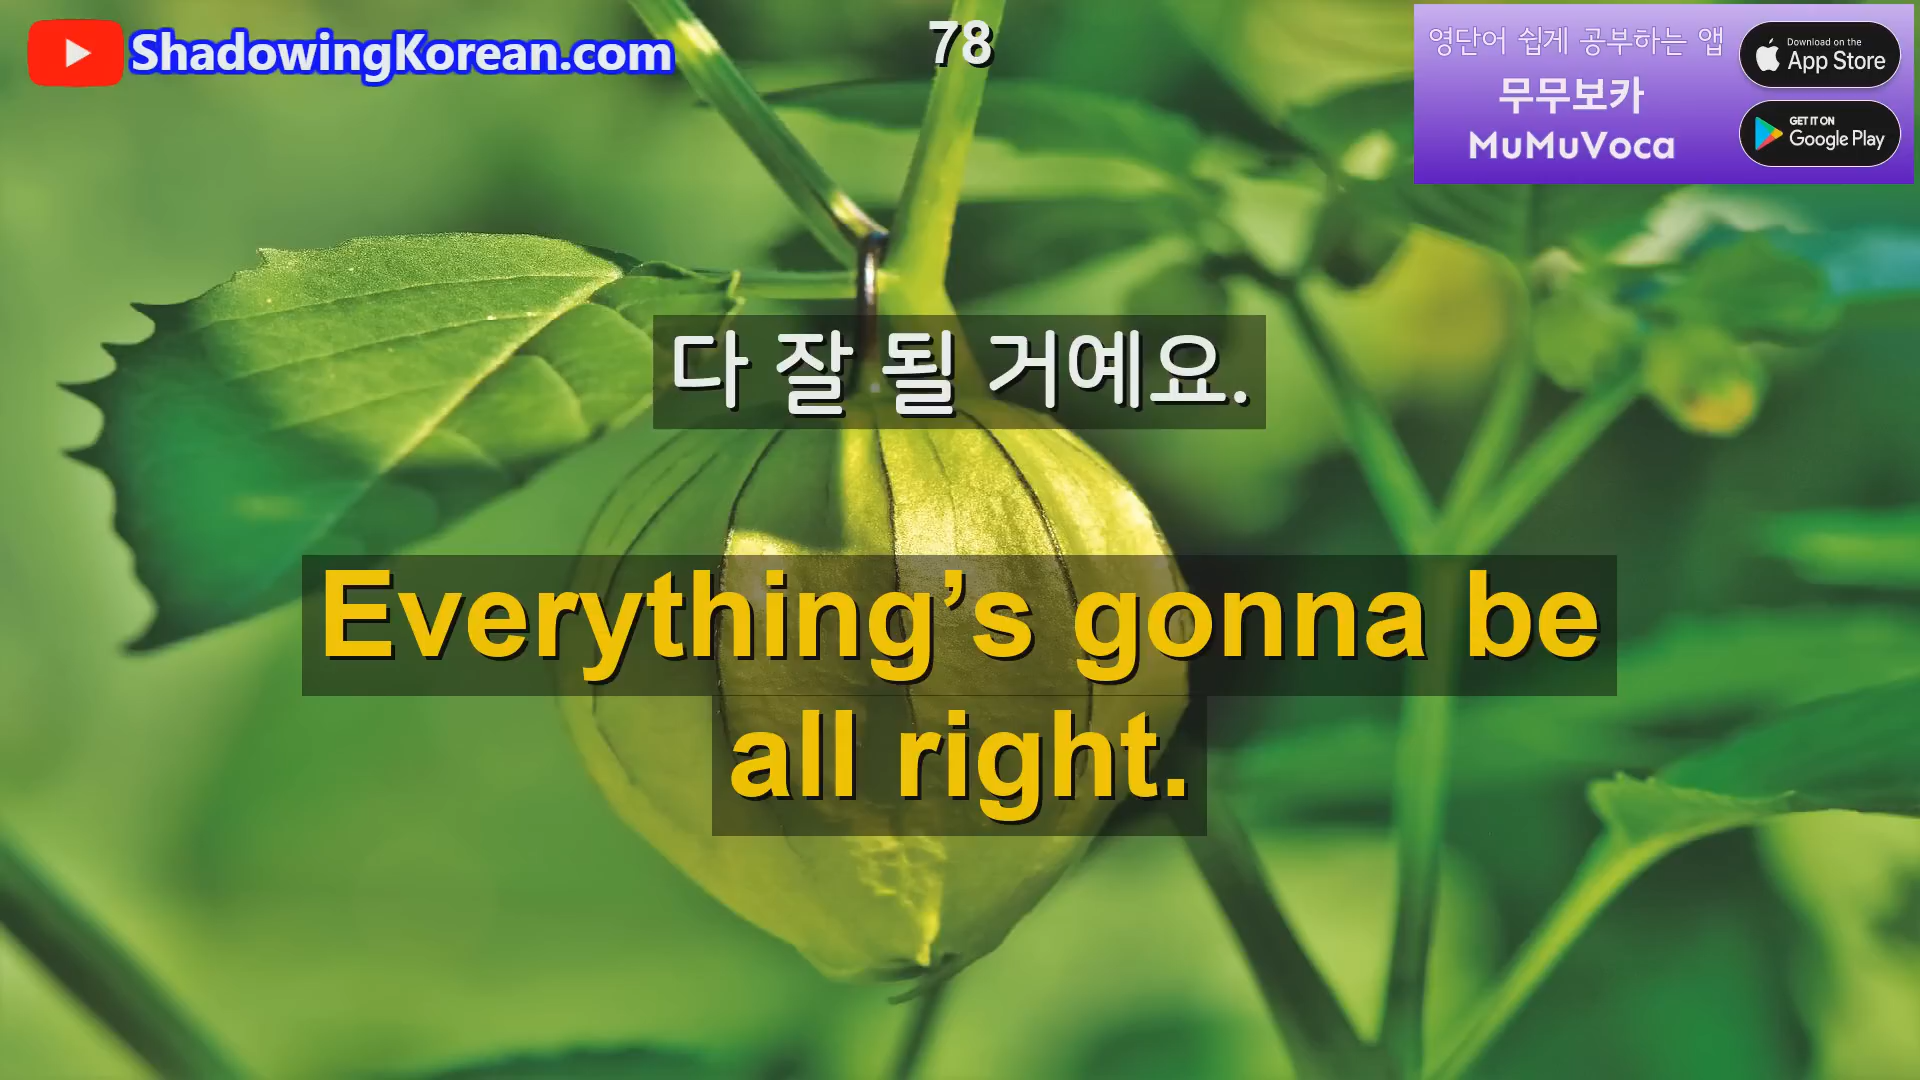 ShadowingKorean.com
78
영단어 쉽게 공부하는 앱
무무보카
MuMuVoca
Download on the
App Store
GET IT ON
Google Play
다 잘 될 거예요.
Everything’s gonna be
all right.